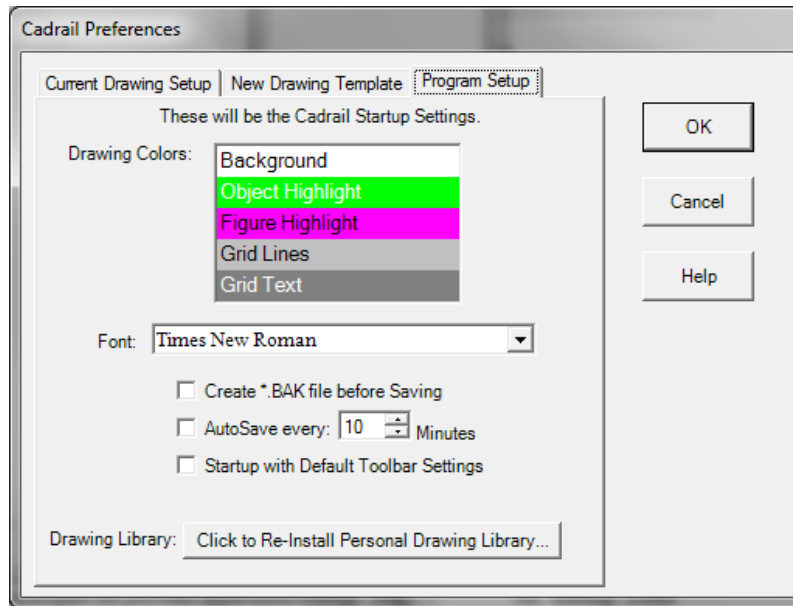 Cadrail Preferences
Current Drawing Setup
New Drawing Template
Program Setup
These will be the Cadrail Startup Settings.
Drawing Colors:
Background
Object Highlight
Figure Highlight
Grid Lines
Grid Text
Font: Times New Roman
Create *.BAK file before Saving
AutoSave every: 10 Minutes
Startup with Default Toolbar Settings
Drawing Library: Click to Re-Install Personal Drawing Library...
OK
Cancel
Help